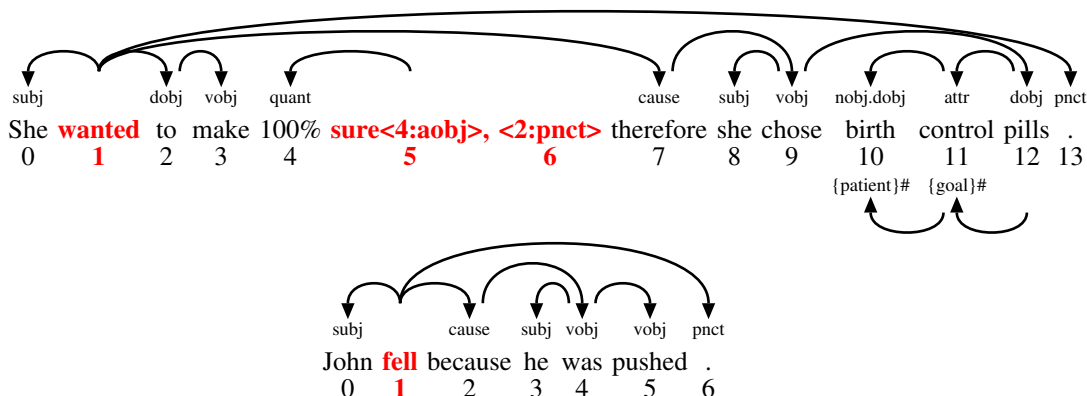 subj dobj vobj quant cause subj vobj nobj.dobj attr dobj pnct
She wanted to make 100% sure<4:aobj>, <2:pnct> therefore she chose birth control pills .
0 1 2 3 4 5 6 7 8 9 10 11 12 13
{patient}# {goal}#
subj cause subj vobj vobj pnct
John fell because he was pushed .
0 1 2 3 4 5 6